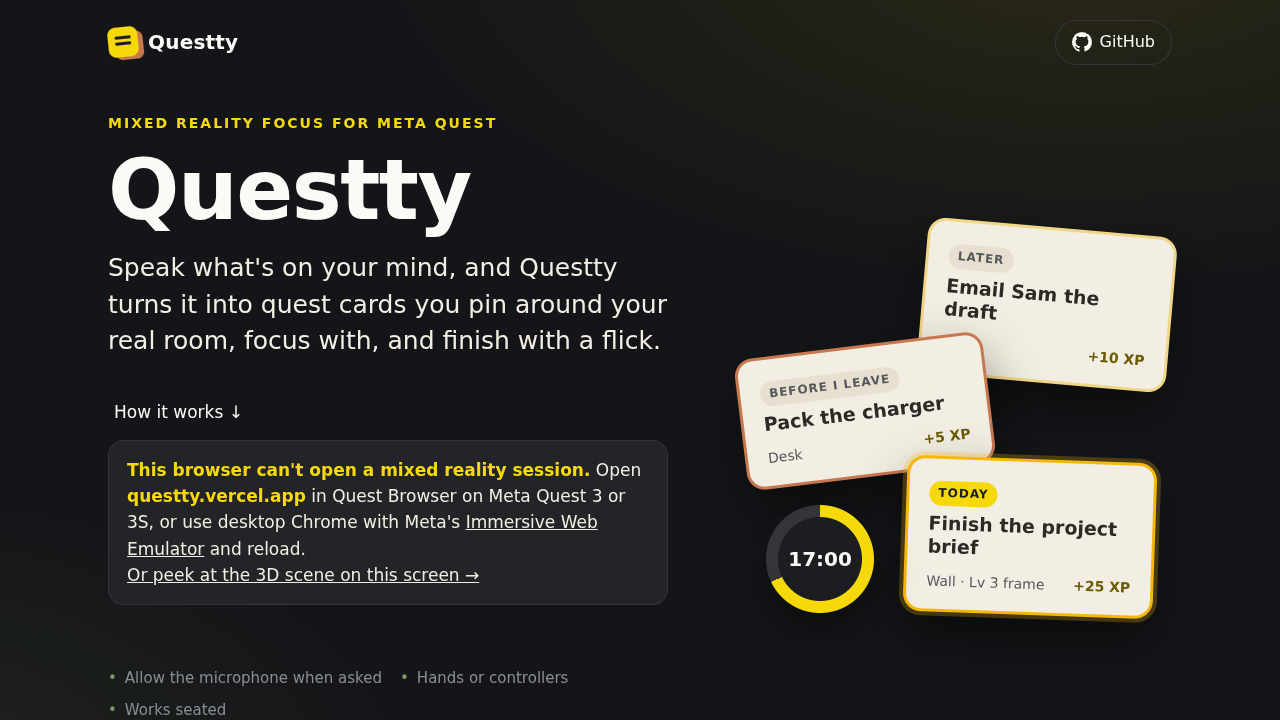 Questty
GitHub
MIXED REALITY FOCUS FOR META QUEST
Questty
Speak what's on your mind, and Questty
turns it into quest cards you pin around your
real room, focus with, and finish with a flick.
How it works ↓
This browser can't open a mixed reality session. Open
questty.vercel.app in Quest Browser on Meta Quest 3 or
3S, or use desktop Chrome with Meta's Immersive Web
Emulator and reload.
Or peek at the 3D scene on this screen →
• Allow the microphone when asked • Hands or controllers
• Works seated
LATER
Email Sam the
draft
+10 XP
BEFORE I LEAVE
Pack the charger
Desk
+5 XP
TODAY
Finish the project
brief
Wall · Lv 3 frame
+25 XP
17:00